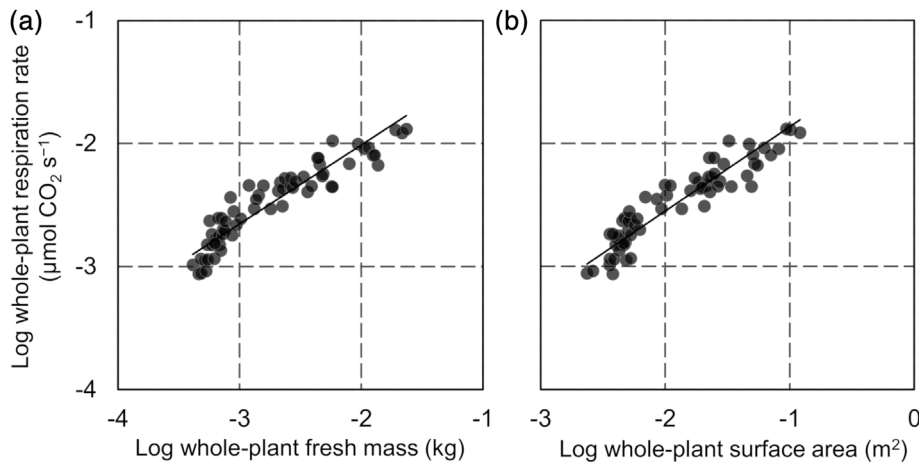 (a)
(b)
Log whole-plant respiration rate
(μmol CO₂ s⁻¹)
-1
-2
-3
-4
-4 -3 -2 -1
-3 -2 -1 0
Log whole-plant fresh mass (kg)
Log whole-plant surface area (m²)